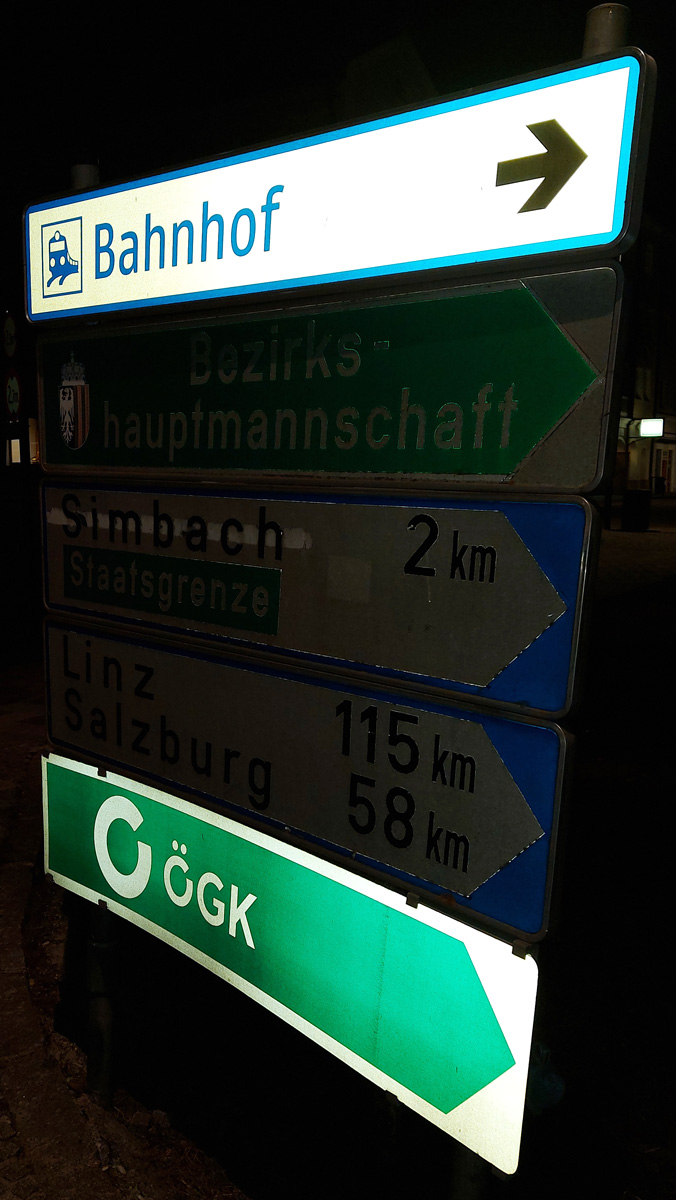 Bahnhof
Bezirks-
hauptmannschaft
Simbach 2 km
Staatsgrenze
Linz 115 km
Salzburg 58 km
ÖGK